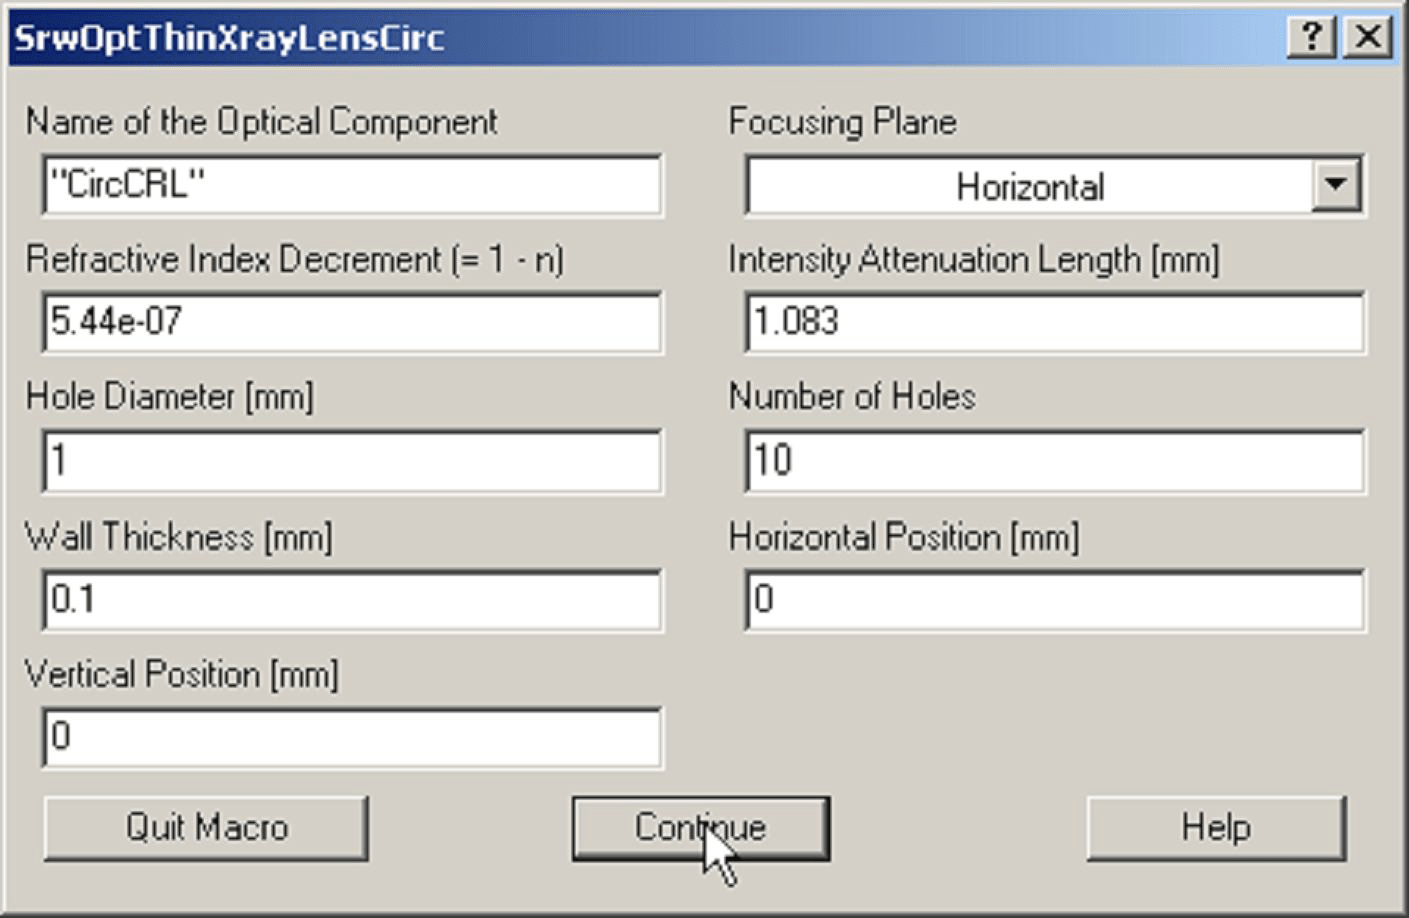 SrwOptThinXrayLensCirc
Name of the Optical Component
"CircCRL"
Focusing Plane
Horizontal
Refractive Index Decrement (= 1 - n)
5.44e-07
Intensity Attenuation Length [mm]
1.083
Hole Diameter [mm]
1
Number of Holes
10
Wall Thickness [mm]
0.1
Horizontal Position [mm]
0
Vertical Position [mm]
0
Quit Macro
Continue
Help